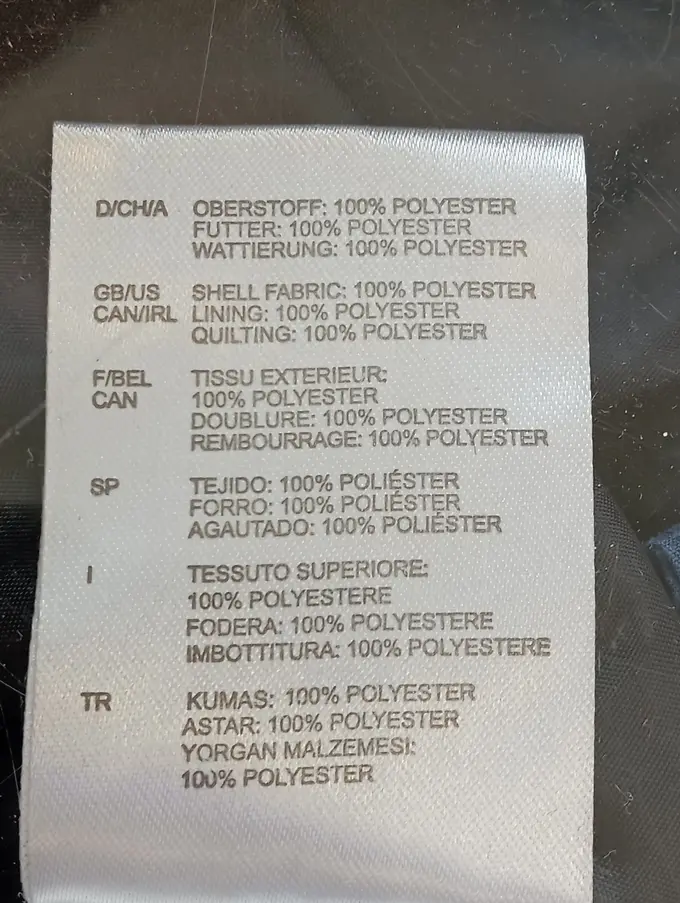 D/CH/A OBERSTOFF: 100% POLYESTER
FUTTER: 100% POLYESTER
WATTIERUNG: 100% POLYESTER
GB/US SHELL FABRIC: 100% POLYESTER
CAN/IRL LINING: 100% POLYESTER
QUILTING: 100% POLYESTER
F/BEL TISSU EXTERIEUR:
CAN 100% POLYESTER
DOUBLURE: 100% POLYESTER
REMBOURRAGE: 100% POLYESTER
SP TEJIDO: 100% POLIÉSTER
FORRO: 100% POLIÉSTER
AGAUTADO: 100% POLIÉSTER
I TESSUTO SUPERIORE:
100% POLYESTERE
FODERA: 100% POLYESTERE
IMBOTTITURA: 100% POLYESTERE
TR KUMAS: 100% POLYESTER
ASTAR: 100% POLYESTER
YORGAN MALZEMESI:
100% POLYESTER